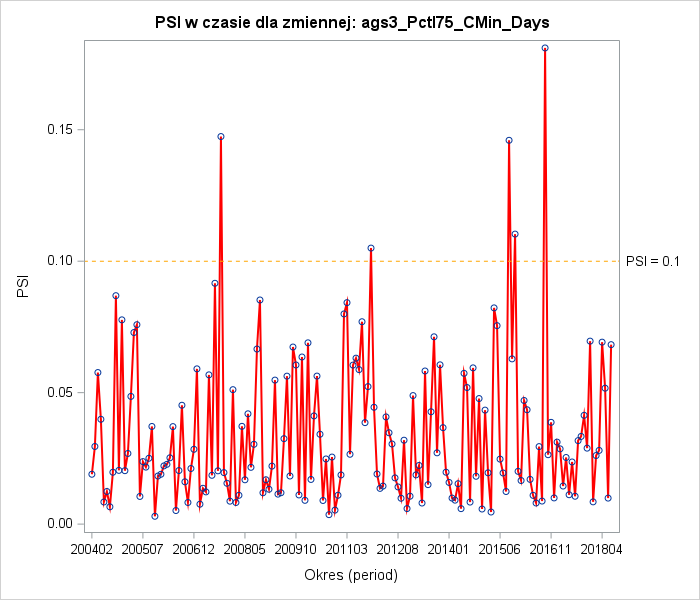 PSI w czasie dla zmiennej: ags3_Pctl75_CMin_Days
0.15
0.10
PSI = 0.1
PSI
0.05
0.00
200402 200507 200612 200805 200910 201103 201208 201401 201506 201611 201804
Okres (period)